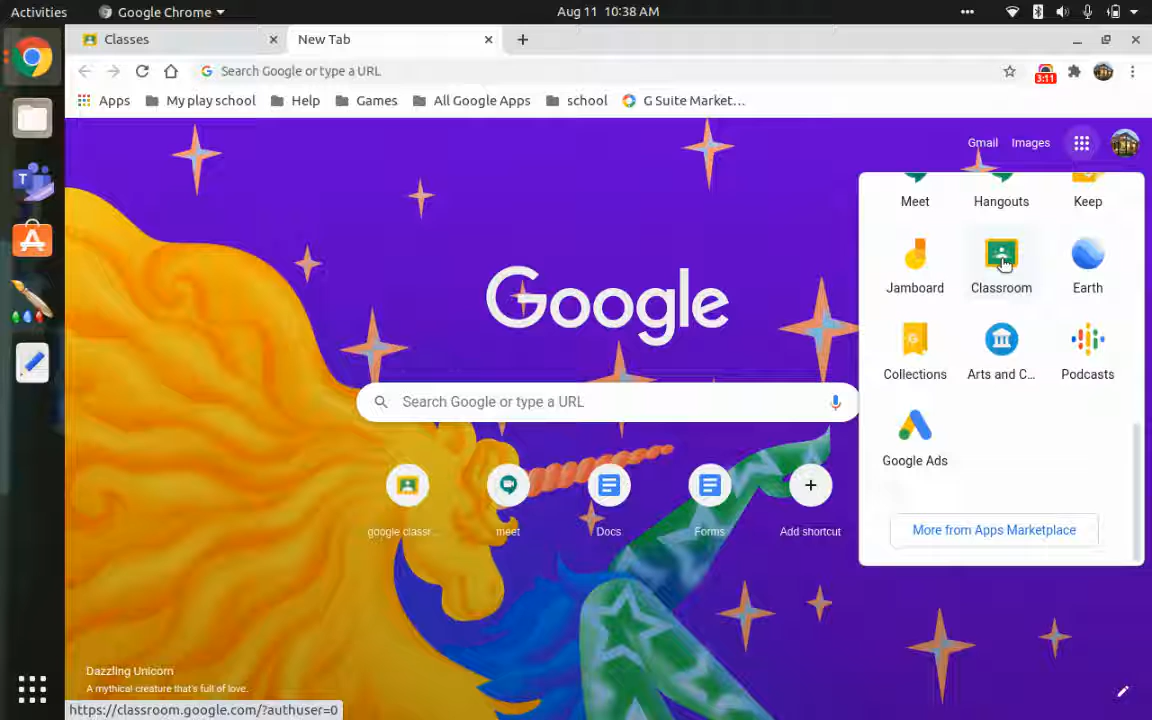 Activities
Google Chrome
Aug 11 10:38 AM
Classes
New Tab
Search Google or type a URL
3:11
Apps
My play school
Help
Games
All Google Apps
school
G Suite Market...
Gmail
Images
Meet
Hangouts
Keep
Jamboard
Classroom
Earth
Collections
Arts and C...
Podcasts
Google Ads
More from Apps Marketplace
Google
Search Google or type a URL
google classr...
meet
Docs
Forms
Add shortcut
Dazzling Unicorn
A mythical creature that's full of love.
https://classroom.google.com/?authuser=0